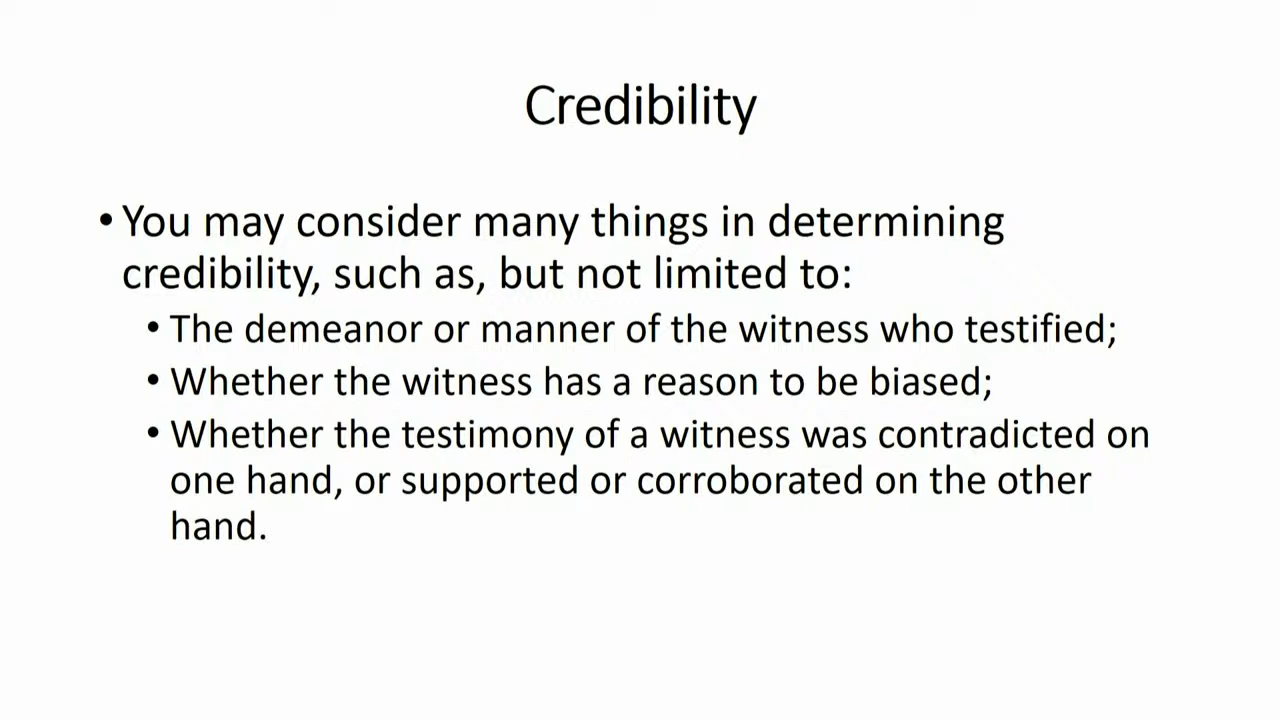 Credibility
• You may consider many things in determining
credibility, such as, but not limited to:
• The demeanor or manner of the witness who testified;
• Whether the witness has a reason to be biased;
• Whether the testimony of a witness was contradicted on
one hand, or supported or corroborated on the other
hand.